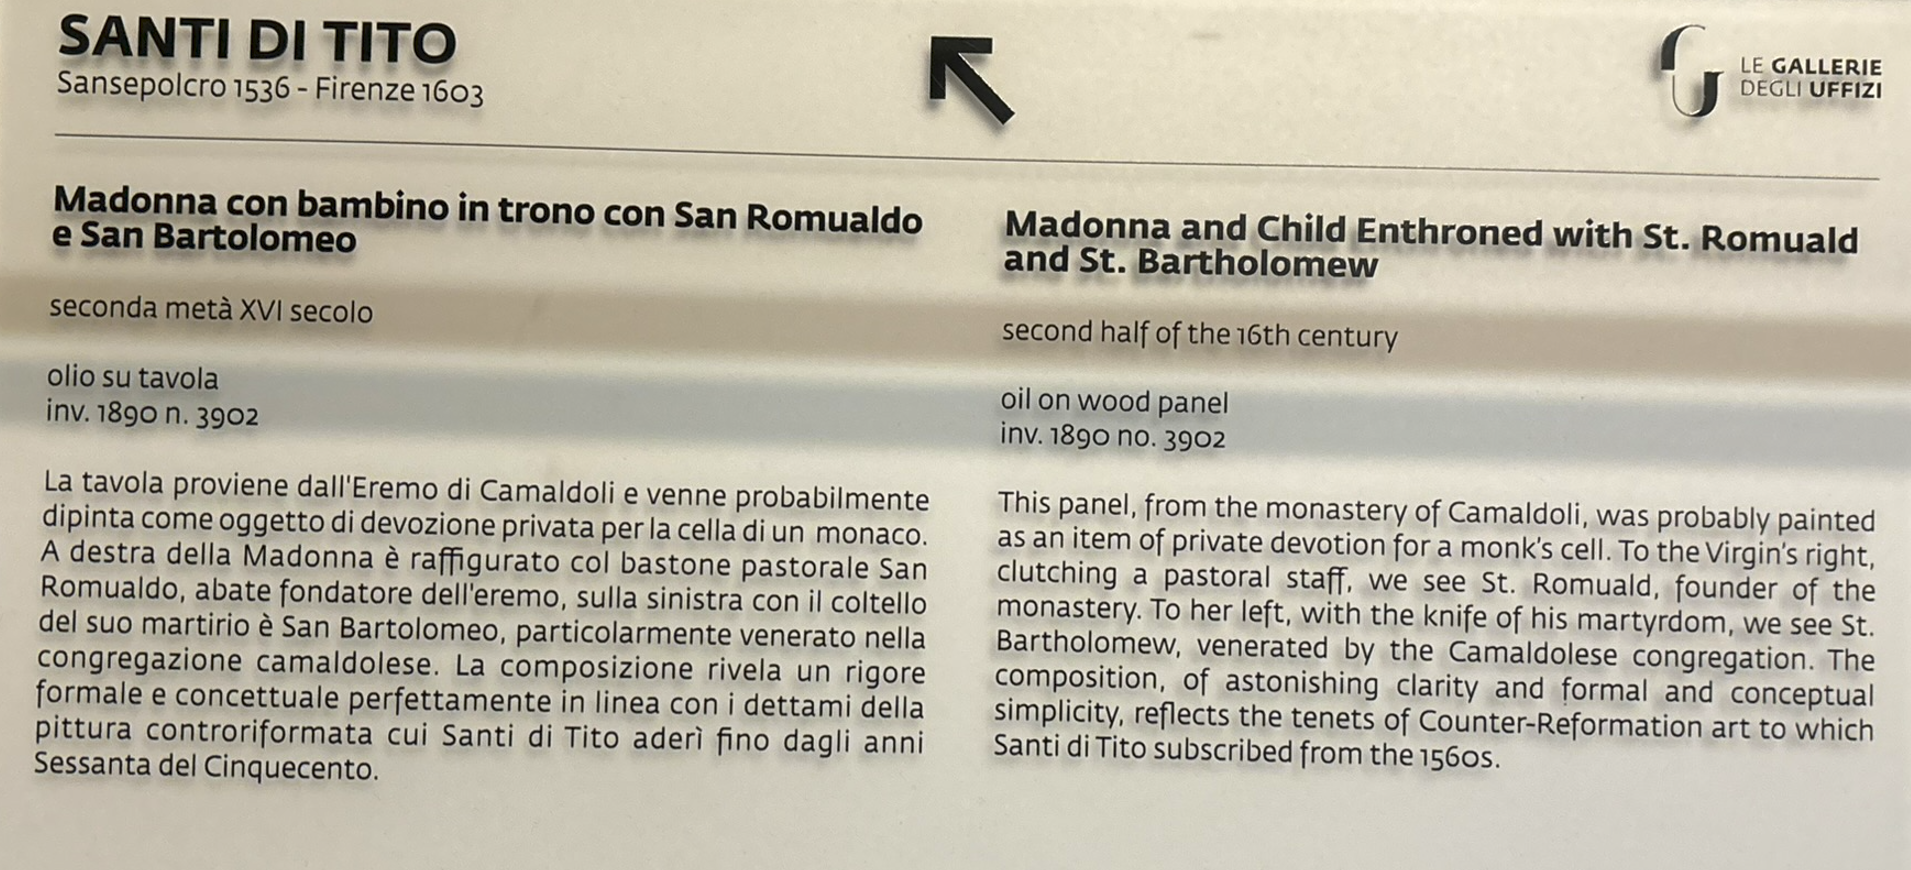 SANTI DI TITO
Sansepolcro 1536 - Firenze 1603
LE GALLERIE
DEGLI UFFIZI
Madonna con bambino in trono con San Romualdo
e San Bartolomeo
seconda metà XVI secolo
olio su tavola
inv. 1890 n. 3902
La tavola proviene dall'Eremo di Camaldoli e venne probabilmente
dipinta come oggetto di devozione privata per la cella di un monaco.
A destra della Madonna è raffigurato col bastone pastorale San
Romualdo, abate fondatore dell'eremo, sulla sinistra con il coltello
del suo martirio è San Bartolomeo, particolarmente venerato nella
congregazione camaldolese. La composizione rivela un rigore
formale e concettuale perfettamente in linea con i dettami della
pittura controriformata cui Santi di Tito aderì fino dagli anni
Sessanta del Cinquecento.
Madonna and Child Enthroned with St. Romuald
and St. Bartholomew
second half of the 16th century
oil on wood panel
inv. 1890 no. 3902
This panel, from the monastery of Camaldoli, was probably painted
as an item of private devotion for a monk's cell. To the Virgin's right,
clutching a pastoral staff, we see St. Romuald, founder of the
monastery. To her left, with the knife of his martyrdom, we see St.
Bartholomew, venerated by the Camaldolese congregation. The
composition, of astonishing clarity and formal and conceptual
simplicity, reflects the tenets of Counter-Reformation art to which
Santi di Tito subscribed from the 1560s.